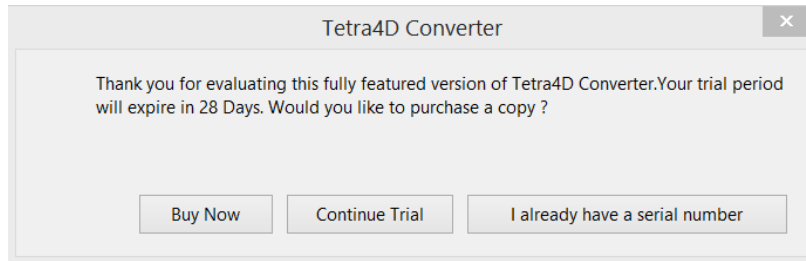 Tetra4D Converter
Thank you for evaluating this fully featured version of Tetra4D Converter.Your trial period
will expire in 28 Days. Would you like to purchase a copy ?
Buy Now
Continue Trial
I already have a serial number